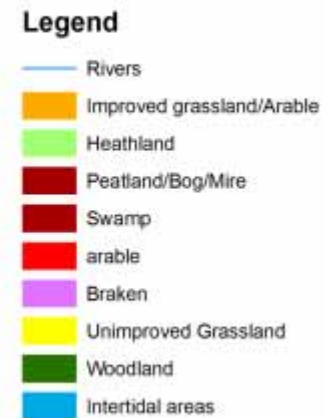 Legend
Rivers
Improved grassland/Arable
Heathland
Peatland/Bog/Mire
Swamp
arable
Braken
Unimproved Grassland
Woodland
Intertidal areas